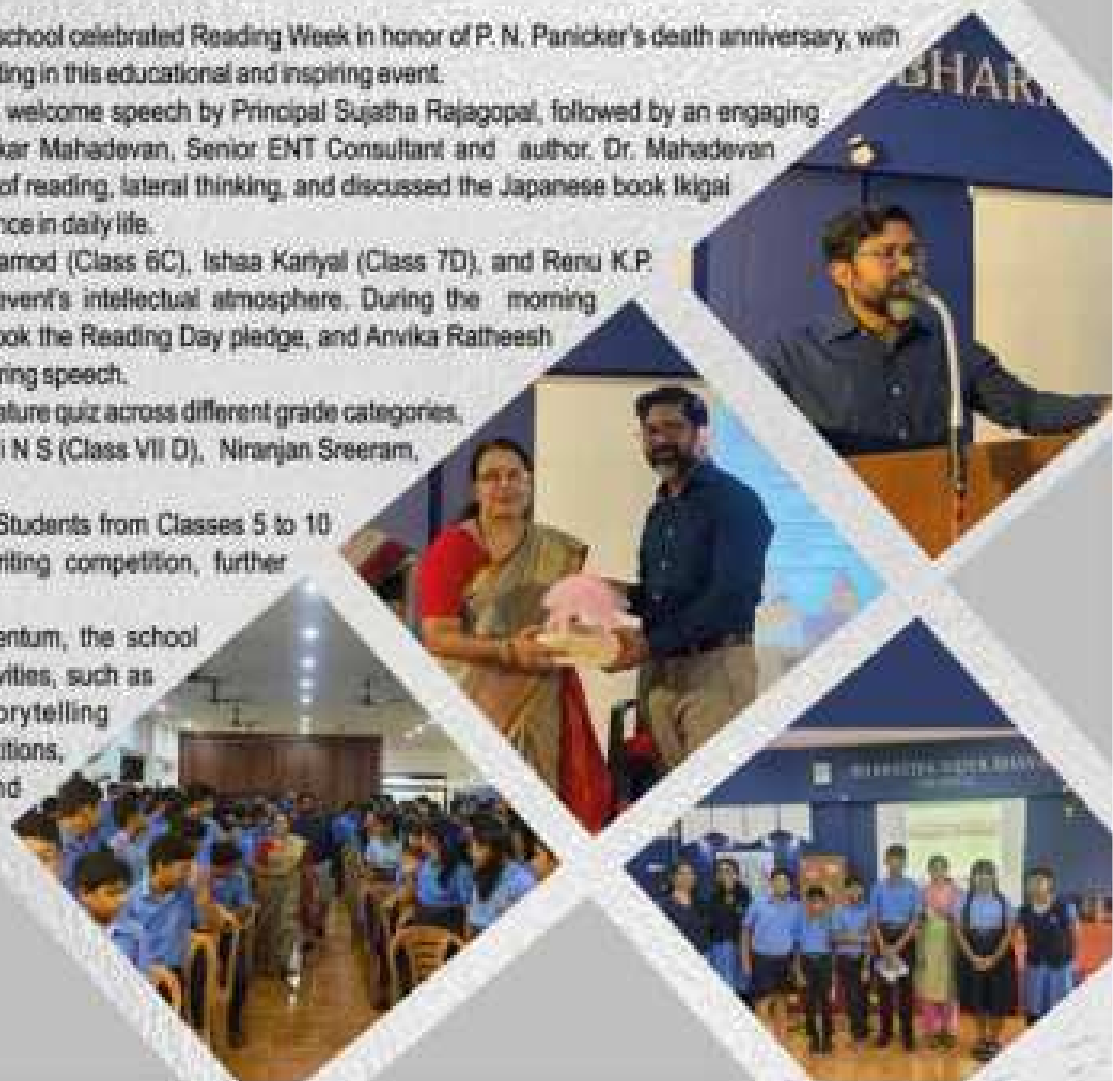 school celebrated Reading Week in honor of P. N. Panicker's death anniversary, with
ting in this educational and inspiring event.
welcome speech by Principal Sujatha Rajagopal, followed by an engaging
kar Mahadevan, Senior ENT Consultant and author. Dr. Mahadevan
of reading, lateral thinking, and discussed the Japanese book Ikigai
nce in daily life.
amod (Class 6C), Ishaa Kariyal (Class 7D), and Renu K.P.
event's intellectual atmosphere. During the morning
ook the Reading Day pledge, and Anvika Ratheesh
ring speech.
ature quiz across different grade categories,
i N S (Class VII D), Niranjan Sreeram,
Students from Classes 5 to 10
riting competition, further
entum, the school
vities, such as
orytelling
titions,
nd
BHAR